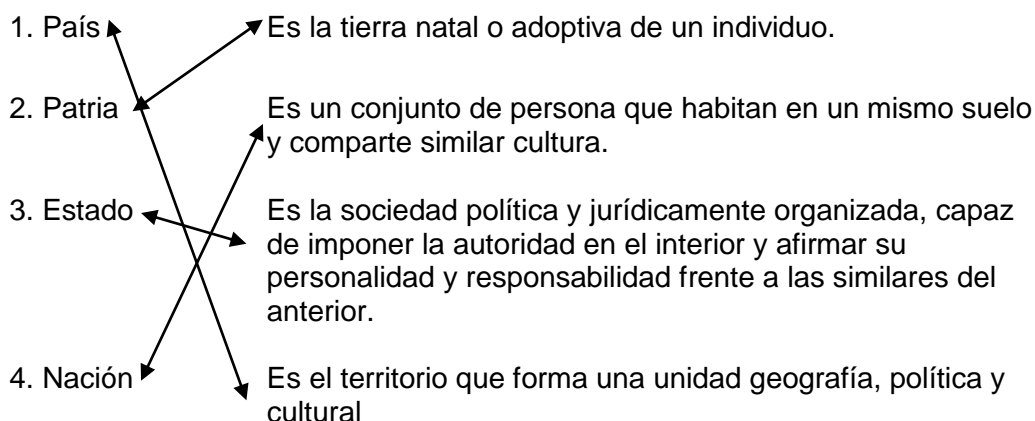 1. País Es la tierra natal o adoptiva de un individuo.
2. Patria Es un conjunto de persona que habitan en un mismo suelo
y comparte similar cultura.
3. Estado Es la sociedad política y jurídicamente organizada, capaz
de imponer la autoridad en el interior y afirmar su
personalidad y responsabilidad frente a las similares del
anterior.
4. Nación Es el territorio que forma una unidad geografía, política y
cultural